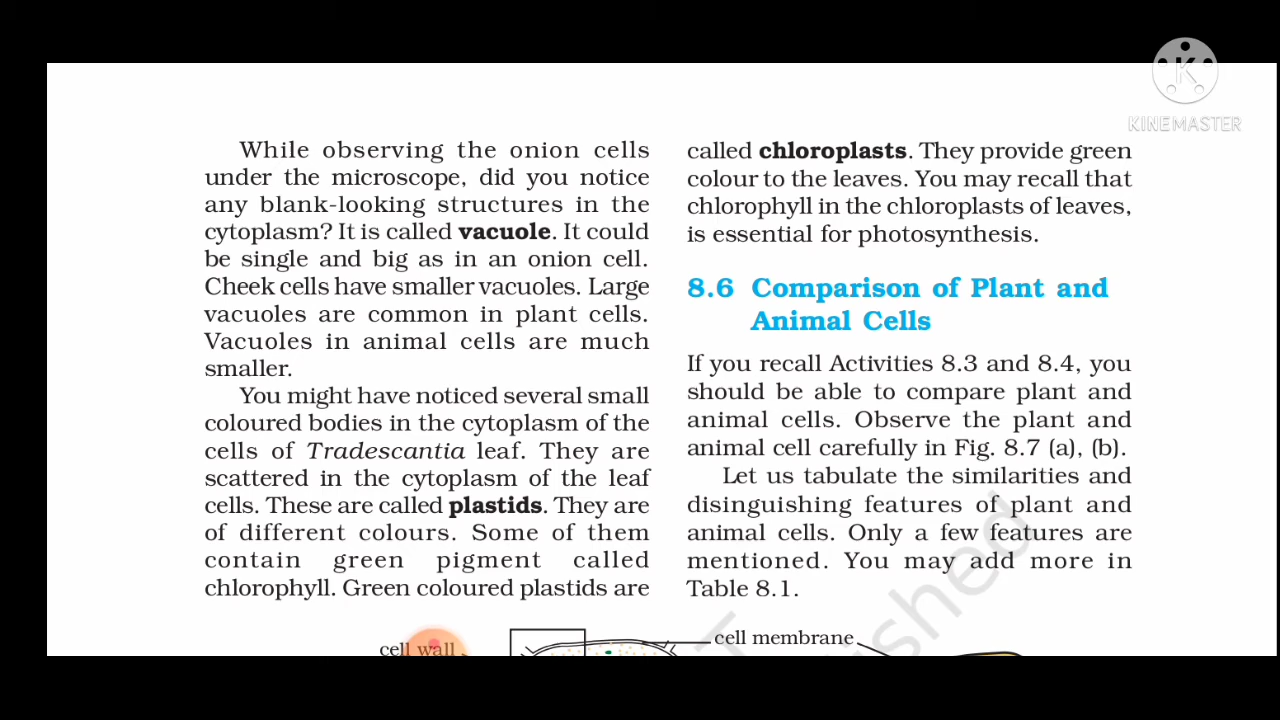 While observing the onion cells
under the microscope, did you notice
any blank-looking structures in the
cytoplasm? It is called vacuole. It could
be single and big as in an onion cell.
Cheek cells have smaller vacuoles. Large
vacuoles are common in plant cells.
Vacuoles in animal cells are much
smaller.
You might have noticed several small
coloured bodies in the cytoplasm of the
cells of Tradescantia leaf. They are
scattered in the cytoplasm of the leaf
cells. These are called plastids. They are
of different colours. Some of them
contain green pigment called
chlorophyll. Green coloured plastids are
called chloroplasts. They provide green
colour to the leaves. You may recall that
chlorophyll in the chloroplasts of leaves,
is essential for photosynthesis.
8.6 Comparison of Plant and
Animal Cells
If you recall Activities 8.3 and 8.4, you
should be able to compare plant and
animal cells. Observe the plant and
animal cell carefully in Fig. 8.7 (a), (b).
Let us tabulate the similarities and
disinguishing features of plant and
animal cells. Only a few features are
mentioned. You may add more in
Table 8.1.
cell wall
cell membrane
KINEMASTER